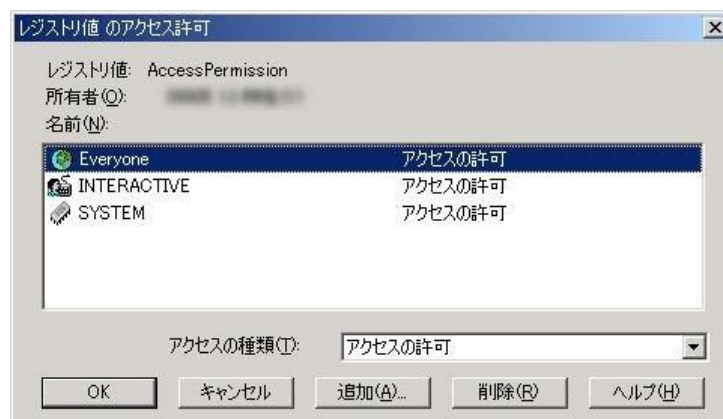 レジストリ値 のアクセス許可
レジストリ値: AccessPermission
所有者(O):
名前(N):
Everyone アクセスの許可
INTERACTIVE アクセスの許可
SYSTEM アクセスの許可
アクセスの種類(T): アクセスの許可
OK キャンセル 追加(A)... 削除(R) ヘルプ(H)